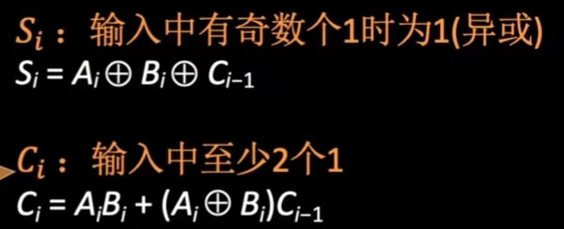 Sᵢ ： 输入中有奇数个1时为1(异或)
Sᵢ = Aᵢ⊕ Bᵢ⊕ Cᵢ₋₁
Cᵢ ： 输入中至少2个1
Cᵢ = AᵢBᵢ + (Aᵢ⊕ Bᵢ)Cᵢ₋₁